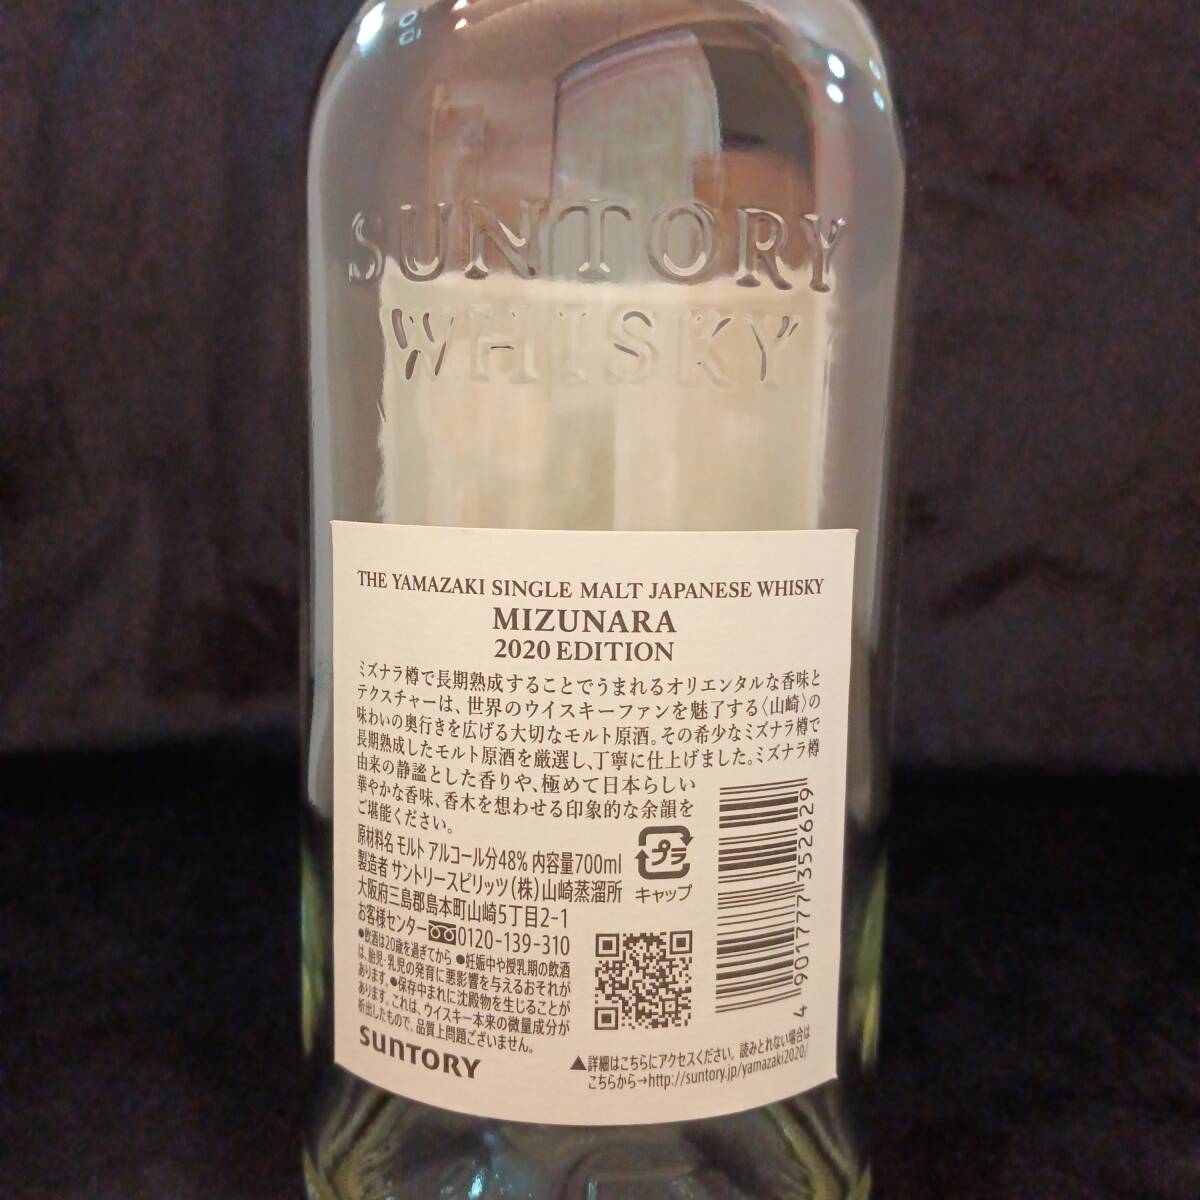 SUNTORY
WHISKY
THE YAMAZAKI SINGLE MALT JAPANESE WHISKY
MIZUNARA
2020 EDITION
ミズナラ樽で長期熟成することでうまれるオリエンタルな香味と
テクスチャーは、世界のウイスキーファンを魅了する〈山崎〉の
味わいの奥行きを広げる大切なモルト原酒。その希少なミズナラ樽で
長期熟成したモルト原酒を厳選し、丁寧に仕上げました。ミズナラ樽
由来の静謐とした香りや、極めて日本らしい
華やかな香味、香木を想わせる印象的な余韻を
ご堪能ください。
原材料名 モルト アルコール分48% 内容量700ml
製造者 サントリースピリッツ(株)山崎蒸溜所
大阪府三島郡島本町山崎5丁目2-1
お客様センター 0120-139-310
●飲酒は20歳を過ぎてから ●妊娠中や授乳期の飲酒
は、胎児・乳児の発育に悪影響を与えるおそれが
あります。●保存中まれに沈殿物を生じることが
あります。これは、ウイスキー本来の微量成分が
析出したもので、品質上問題ございません。
SUNTORY
プラ
キャップ
4 901777 352629
▲詳細はこちらにアクセスください。読みとれない場合は
こちらから→http://suntory.jp/yamazaki2020/